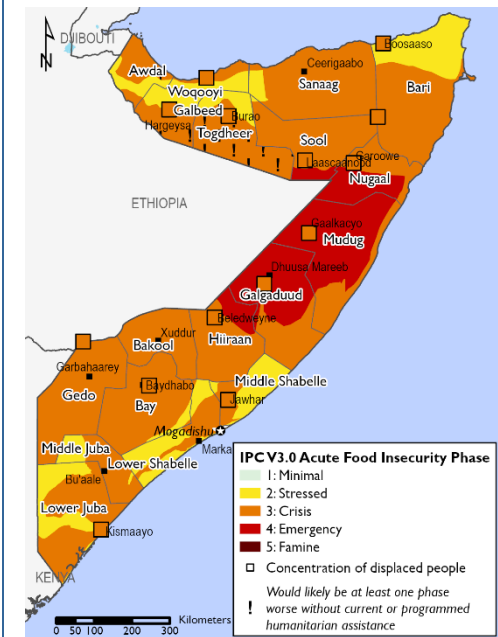 DJIBOUTI
N
Boosaaso
Ceerigaabo
Awdal
Sanaag
Bari
Woqooyi
Galbeed
Burao
Hargeysa
Togdheer
Sool
Laascaanood
Garoowe
Nugaal
ETHIOPIA
Gaalkacyo
Mudug
Dhuusa Mareeb
Galgaduud
Beledweyne
Xuddur
Hiiraan
Bakool
Garbahaarey
Gedo
Baydhabo
Bay
Middle Shabelle
Jawhar
Mogadishu
Marka
Middle Juba
Lower Shabelle
Bu'aale
Lower Juba
Kismaayo
KENYA
IPC V3.0 Acute Food Insecurity Phase
1: Minimal
2: Stressed
3: Crisis
4: Emergency
5: Famine
Concentration of displaced people
! Would likely be at least one phase
worse without current or programmed
humanitarian assistance
Kilometers
0 50 100 200 300